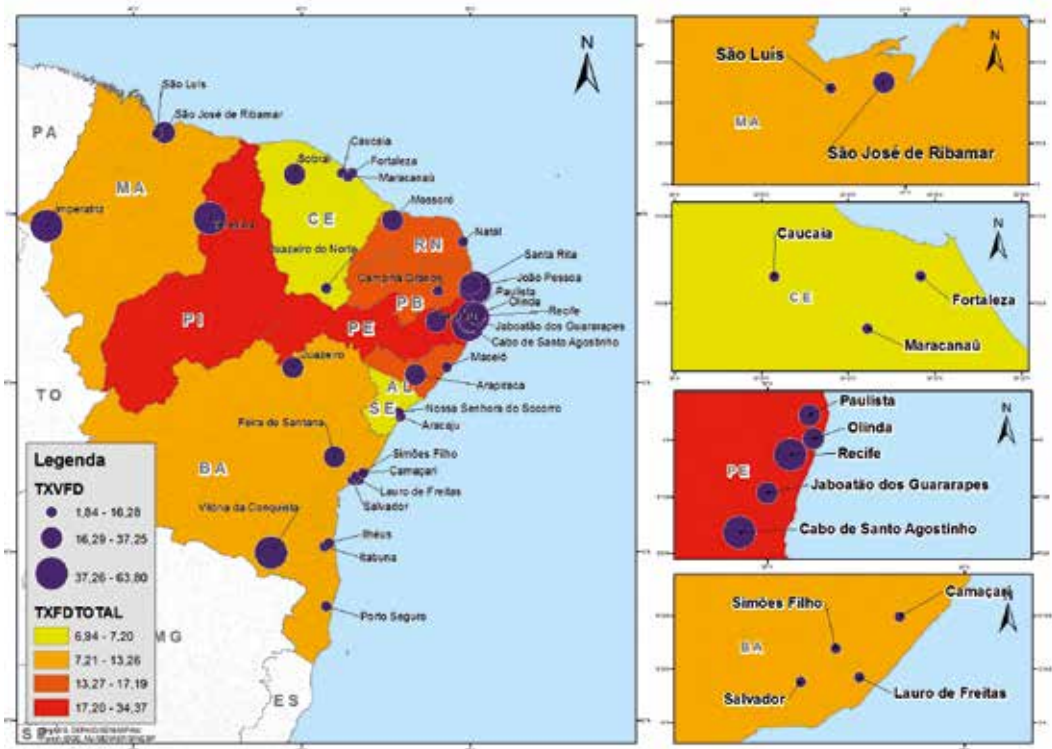 N
São Luís
São José de Ribamar
PA
MA
Imperatriz
Sobral
Caucaia
Fortaleza
Maracanaú
CE
Mossoró
RN
Natal
Juazeiro do Norte
Campina Grande
Santa Rita
João Pessoa
PB
Paulista
Olinda
Recife
Jaboatão dos Guararapes
Cabo de Santo Agostinho
PI
PE
Juazeiro
Maceió
AL
Arapiraca
TO
SE
Nossa Senhora do Socorro
Aracaju
Feira de Santana
BA
Simões Filho
Camaçari
Lauro de Freitas
Salvador
Vitória da Conquista
Ilhéus
Itabuna
Porto Seguro
MG
ES
Legenda
TXVFD
1,84 - 16,28
16,29 - 37,25
37,26 - 63,80
TXFDTOTAL
6,94 - 7,20
7,21 - 13,26
13,27 - 17,19
17,20 - 34,37
São Luís
N
MA
São José de Ribamar
Caucaia
N
CE
Fortaleza
Maracanaú
Paulista
N
Olinda
Recife
PE
Jaboatão dos Guararapes
Cabo de Santo Agostinho
Camaçari
N
Simões Filho
BA
Salvador
Lauro de Freitas